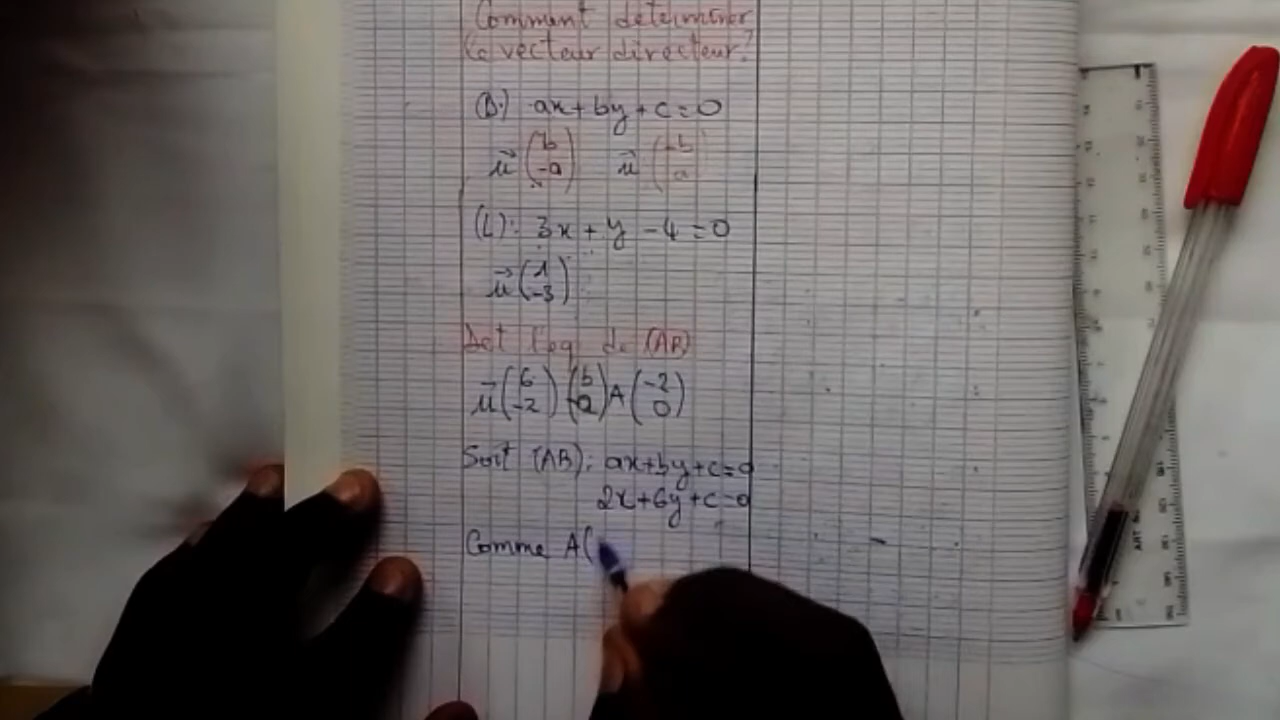 Comment déterminer
le vecteur directeur?
(D): ax + by + c = 0
u⃗ (b -a) u⃗ (-b a)
(L): 3x + y - 4 = 0
u⃗ (1 -3)
Det l'eq de (AB)
u⃗ (6 -2) (b -a) A (-2 0)
Soit (AB): ax+by+c=0
2x+6y+c=0
Comme A(